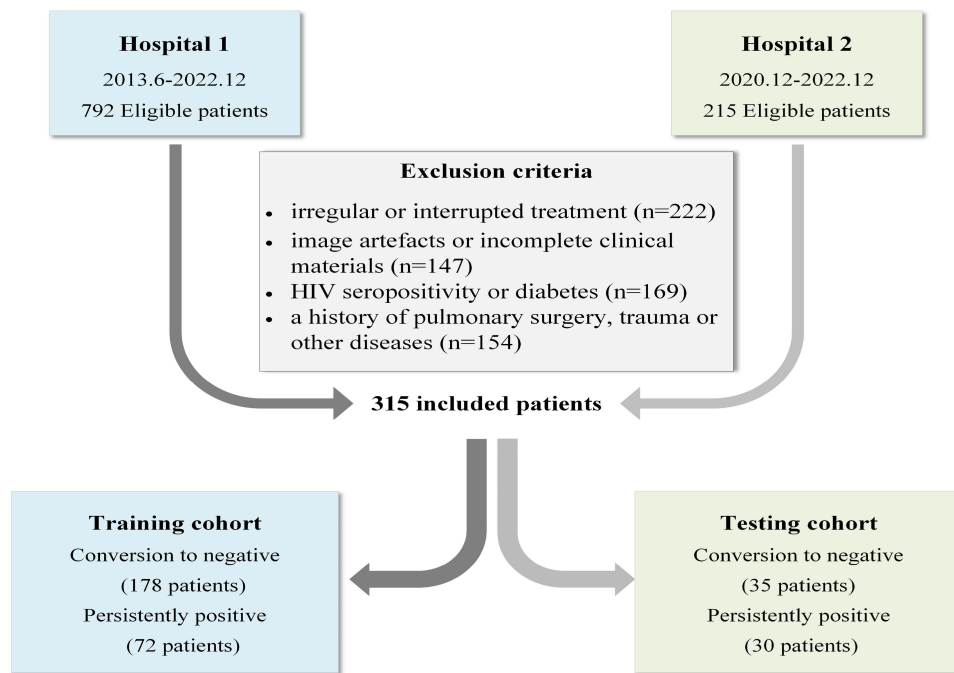 Hospital 1
2013.6-2022.12
792 Eligible patients
Hospital 2
2020.12-2022.12
215 Eligible patients
Exclusion criteria
• irregular or interrupted treatment (n=222)
• image artefacts or incomplete clinical
materials (n=147)
• HIV seropositivity or diabetes (n=169)
• a history of pulmonary surgery, trauma or
other diseases (n=154)
315 included patients
Training cohort
Conversion to negative
(178 patients)
Persistently positive
(72 patients)
Testing cohort
Conversion to negative
(35 patients)
Persistently positive
(30 patients)